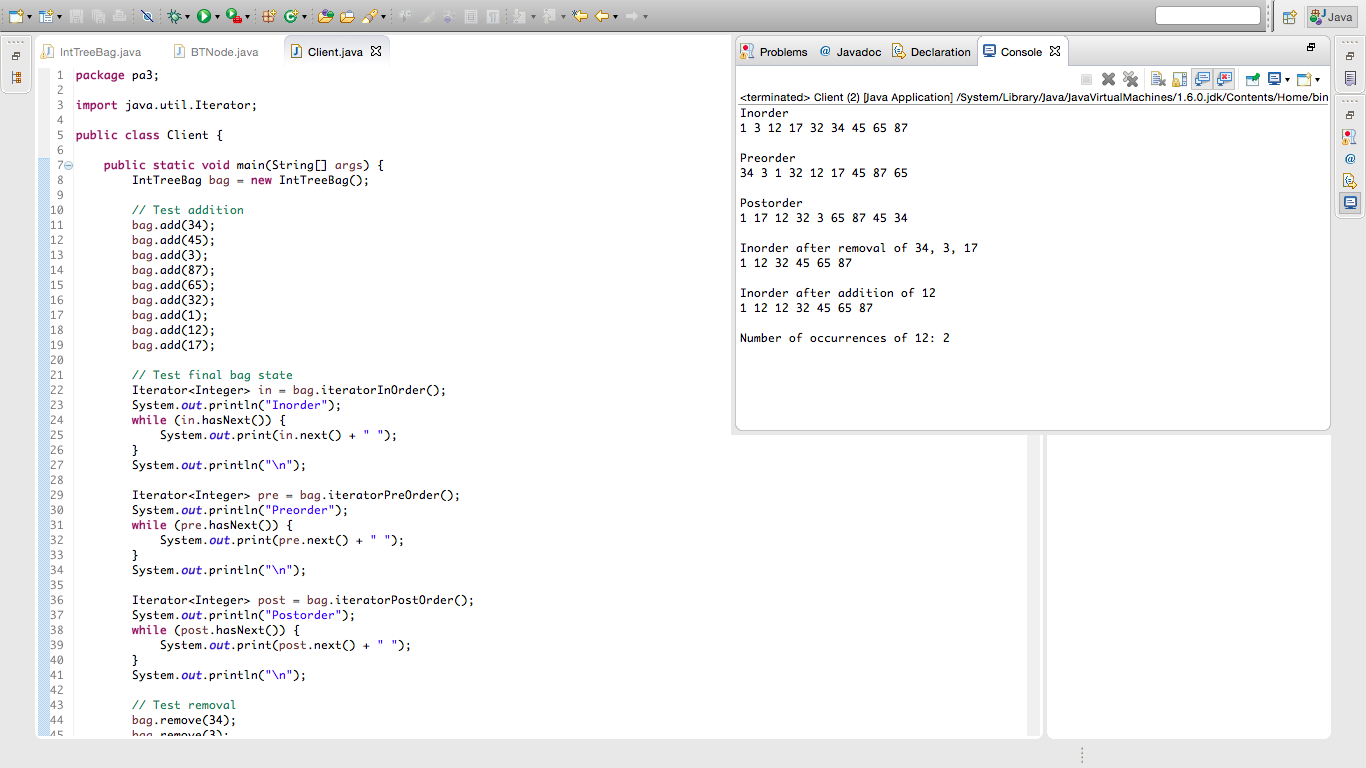 Java
IntTreeBag.java
BTNode.java
Client.java
1 package pa3;
2
3 import java.util.Iterator;
4
5 public class Client {
6
7 public static void main(String[] args) {
8 IntTreeBag bag = new IntTreeBag();
9
10 // Test addition
11 bag.add(34);
12 bag.add(45);
13 bag.add(3);
14 bag.add(87);
15 bag.add(65);
16 bag.add(32);
17 bag.add(1);
18 bag.add(12);
19 bag.add(17);
20
21 // Test final bag state
22 Iterator<Integer> in = bag.iteratorInOrder();
23 System.out.println("Inorder");
24 while (in.hasNext()) {
25 System.out.print(in.next() + " ");
26 }
27 System.out.println("\n");
28
29 Iterator<Integer> pre = bag.iteratorPreOrder();
30 System.out.println("Preorder");
31 while (pre.hasNext()) {
32 System.out.print(pre.next() + " ");
33 }
34 System.out.println("\n");
35
36 Iterator<Integer> post = bag.iteratorPostOrder();
37 System.out.println("Postorder");
38 while (post.hasNext()) {
39 System.out.print(post.next() + " ");
40 }
41 System.out.println("\n");
42
43 // Test removal
44 bag.remove(34);
45 bag.remove(3);
Problems @ Javadoc Declaration Console
<terminated> Client (2) [Java Application] /System/Library/Java/JavaVirtualMachines/1.6.0.jdk/Contents/Home/bin
Inorder
1 3 12 17 32 34 45 65 87
Preorder
34 3 1 32 12 17 45 87 65
Postorder
1 17 12 32 3 65 87 45 34
Inorder after removal of 34, 3, 17
1 12 32 45 65 87
Inorder after addition of 12
1 12 12 32 45 65 87
Number of occurrences of 12: 2